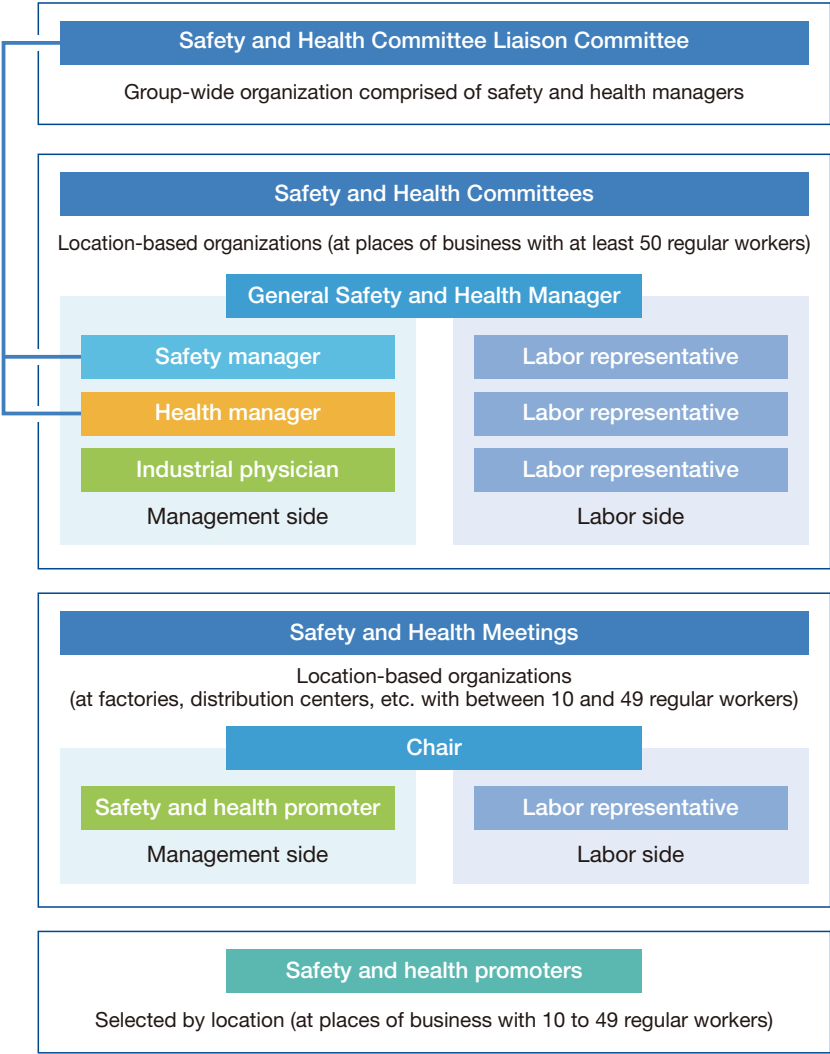 Safety and Health Committee Liaison Committee
Group-wide organization comprised of safety and health managers
Safety and Health Committees
Location-based organizations (at places of business with at least 50 regular workers)
General Safety and Health Manager
Safety manager
Health manager
Industrial physician
Management side
Labor representative
Labor representative
Labor representative
Labor side
Safety and Health Meetings
Location-based organizations
(at factories, distribution centers, etc. with between 10 and 49 regular workers)
Chair
Safety and health promoter
Management side
Labor representative
Labor side
Safety and health promoters
Selected by location (at places of business with 10 to 49 regular workers)